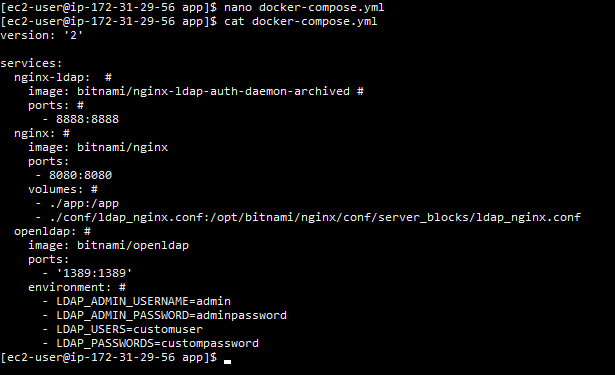 [ec2-user@ip-172-31-29-56 app]$ nano docker-compose.yml
[ec2-user@ip-172-31-29-56 app]$ cat docker-compose.yml
version: '2'

services:
  nginx-ldap:  #
    image: bitnami/nginx-ldap-auth-daemon-archived #
    ports: #
      - 8888:8888
  nginx: #
    image: bitnami/nginx
    ports:
     - 8080:8080
    volumes: #
     - ./app:/app
     - ./conf/ldap_nginx.conf:/opt/bitnami/nginx/conf/server_blocks/ldap_nginx.conf
  openldap: #
    image: bitnami/openldap
    ports:
      - '1389:1389'
    environment: #
      - LDAP_ADMIN_USERNAME=admin
      - LDAP_ADMIN_PASSWORD=adminpassword
      - LDAP_USERS=customuser
      - LDAP_PASSWORDS=custompassword
[ec2-user@ip-172-31-29-56 app]$